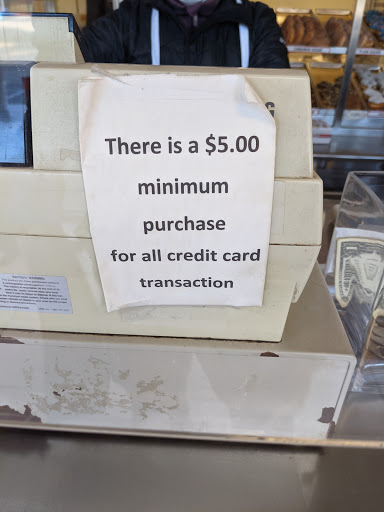 There is a $5.00
minimum
purchase
for all credit card
transaction